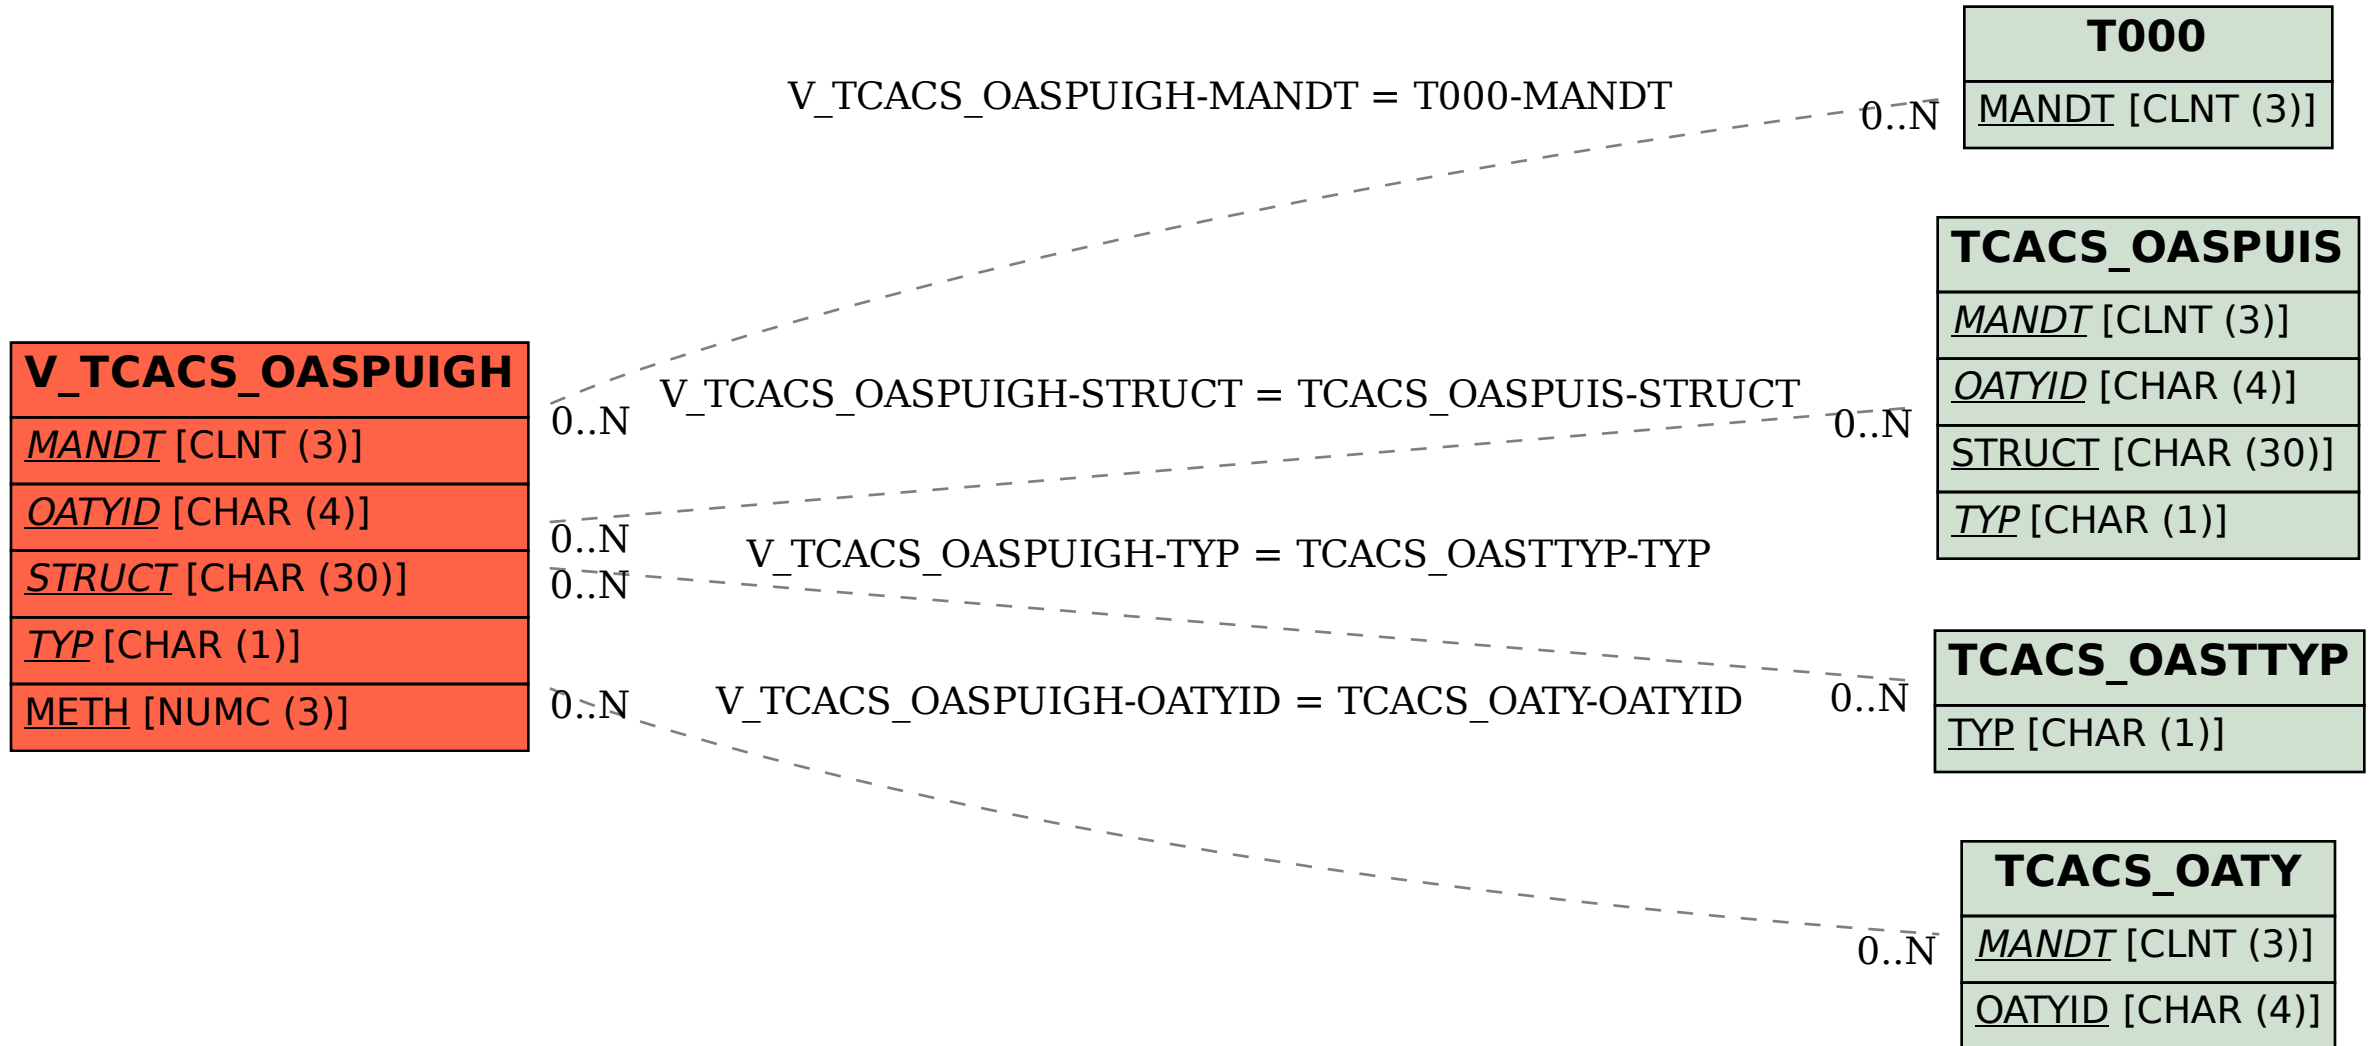 V_TCACS_OASPUIGH
MANDT [CLNT (3)]
OATYID [CHAR (4)]
STRUCT [CHAR (30)]
TYP [CHAR (1)]
METH [NUMC (3)]
V_TCACS_OASPUIGH-MANDT = T000-MANDT
0..N
0..N
V_TCACS_OASPUIGH-STRUCT = TCACS_OASPUIS-STRUCT
0..N
0..N
V_TCACS_OASPUIGH-TYP = TCACS_OASTTYP-TYP
0..N
0..N
V_TCACS_OASPUIGH-OATYID = TCACS_OATY-OATYID
0..N
0..N
T000
MANDT [CLNT (3)]
TCACS_OASPUIS
MANDT [CLNT (3)]
OATYID [CHAR (4)]
STRUCT [CHAR (30)]
TYP [CHAR (1)]
TCACS_OASTTYP
TYP [CHAR (1)]
TCACS_OATY
MANDT [CLNT (3)]
OATYID [CHAR (4)]